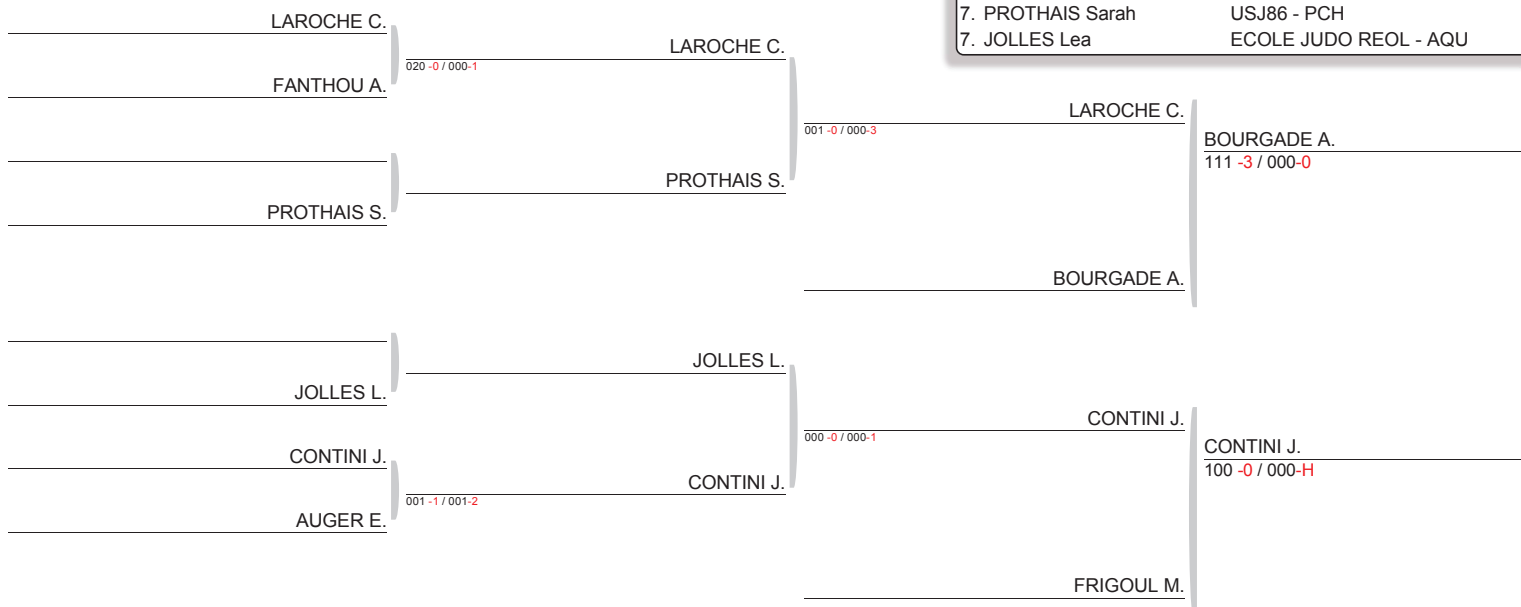 7. PROTHAIS Sarah USJ86 - PCH
7. JOLLES Lea ECOLE JUDO REOL - AQU
LAROCHE C.
FANTHOU A.
PROTHAIS S.
JOLLES L.
CONTINI J.
AUGER E.
LAROCHE C.
020 -0 / 000-1
PROTHAIS S.
JOLLES L.
CONTINI J.
001 -1 / 001-2
LAROCHE C.
001 -0 / 000-3
BOURGADE A.
CONTINI J.
000 -0 / 000-1
FRIGOUL M.
BOURGADE A.
111 -3 / 000-0
CONTINI J.
100 -0 / 000-H